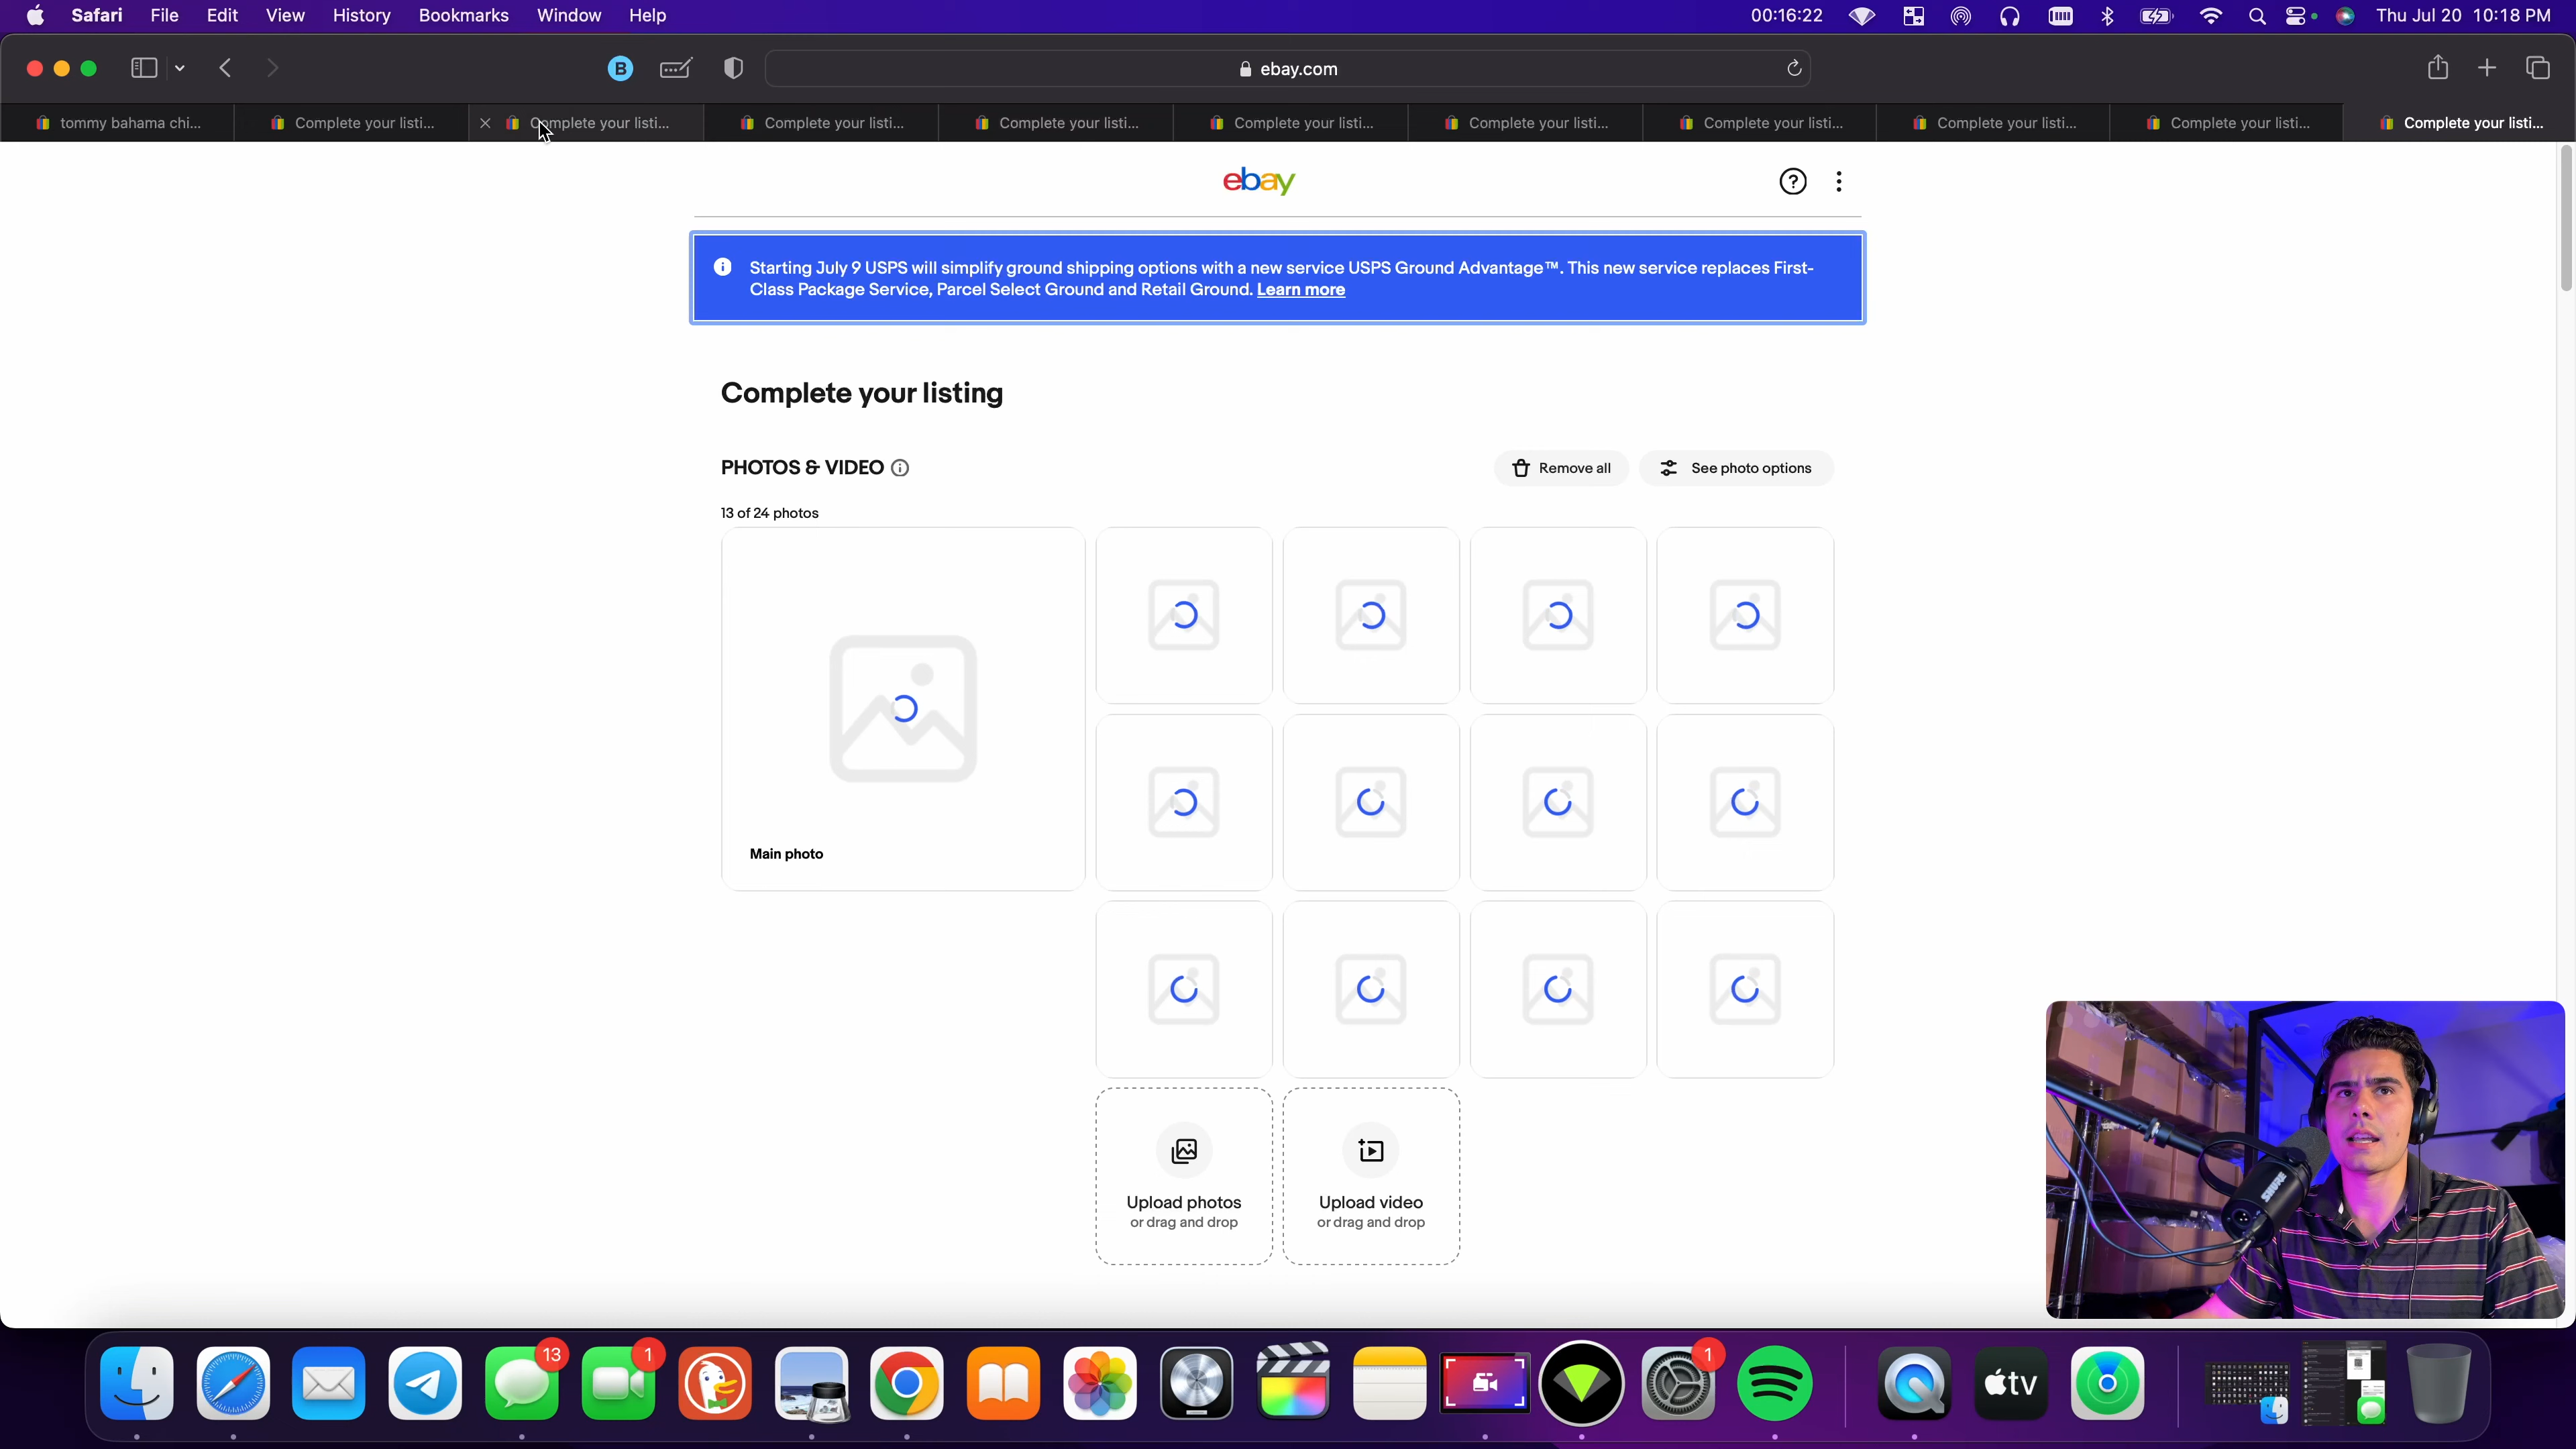 Safari File Edit View History Bookmarks Window Help 00:16:22 Thu Jul 20 10:18 PM
B ebay.com
tommy bahama chi... Complete your listi... Complete your listi... Complete your listi... Complete your listi... Complete your listi... Complete your listi... Complete your listi... Complete your listi... Complete your listi... Complete your listi...
ebay
Starting July 9 USPS will simplify ground shipping options with a new service USPS Ground Advantage™. This new service replaces First-
Class Package Service, Parcel Select Ground and Retail Ground. Learn more
Complete your listing
PHOTOS & VIDEO Remove all See photo options
13 of 24 photos
Main photo
Upload photos
or drag and drop
Upload video
or drag and drop
SHURE
13 1 1
tv